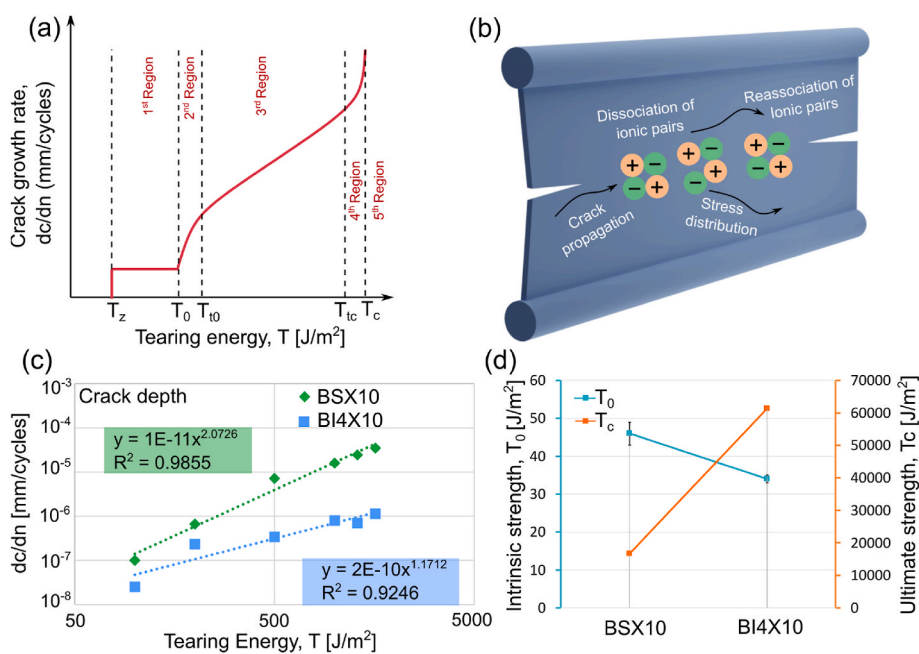 (a)
Crack growth rate,
dc/dn (mm/cycles)
1st Region
2nd Region
3rd Region
4th Region
5th Region
Tz
T0
Tt0
Ttc
Tc
Tearing energy, T [J/m²]
(b)
Dissociation of
ionic pairs
Reassociation of
Ionic pairs
+
−
−
+
+
−
−
+
+
−
−
+
Crack
propagation
Stress
distribution
(c)
Crack depth
BSX10
BI4X10
y = 1E-11x^2.0726
R² = 0.9855
y = 2E-10x^1.1712
R² = 0.9246
dc/dn [mm/cycles]
10⁻³
10⁻⁴
10⁻⁵
10⁻⁶
10⁻⁷
10⁻⁸
50
500
5000
Tearing Energy, T [J/m²]
(d)
T0
Tc
Intrinsic strength, T0 [J/m²]
60
50
40
30
20
10
0
BSX10
BI4X10
70000
60000
50000
40000
30000
20000
10000
0
Ultimate strength, Tc [J/m²]